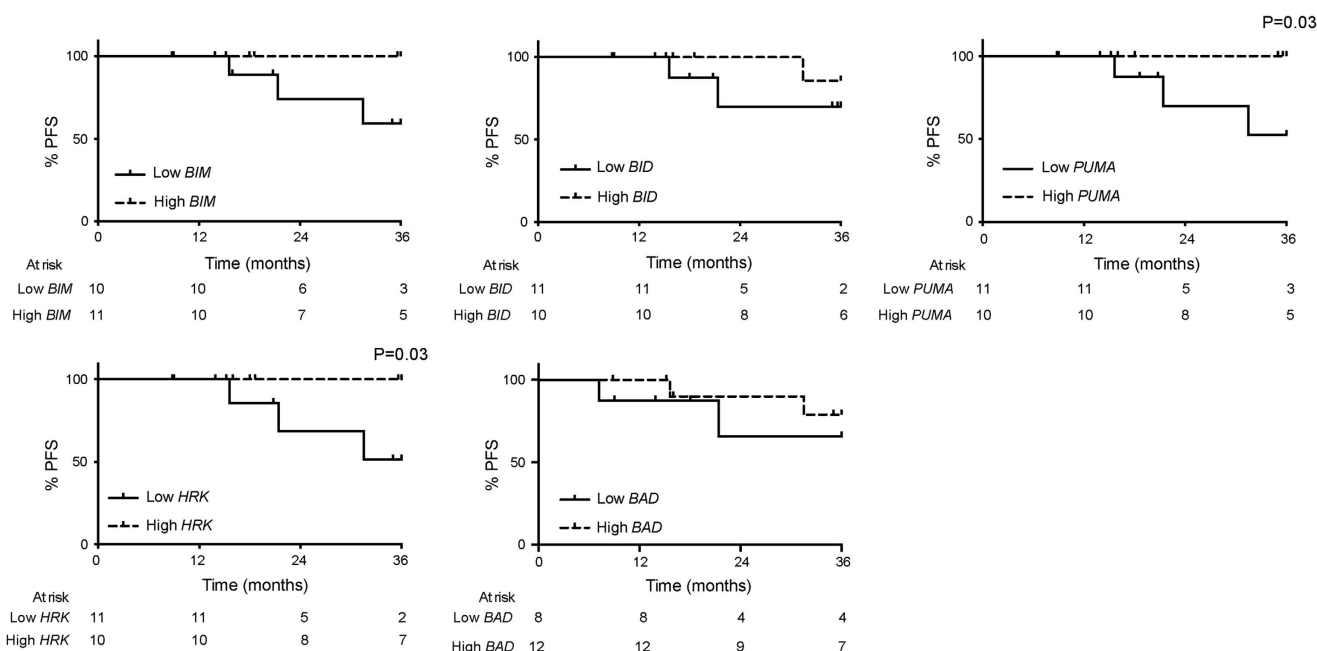 P=0.03
100
50
0
% PFS
Low BIM
High BIM
0 12 24 36
Time (months)
At risk
Low BIM 10 10 6 3
High BIM 11 10 7 5
100
50
0
% PFS
Low BID
High BID
0 12 24 36
Time (months)
At risk
Low BID 11 11 5 2
High BID 10 10 8 6
100
50
0
% PFS
Low PUMA
High PUMA
0 12 24 36
Time (months)
At risk
Low PUMA 11 11 5 3
High PUMA 10 10 8 5
P=0.03
100
50
0
% PFS
Low HRK
High HRK
0 12 24 36
Time (months)
At risk
Low HRK 11 11 5 2
High HRK 10 10 8 7
100
50
0
% PFS
Low BAD
High BAD
0 12 24 36
Time (months)
At risk
Low BAD 8 8 4 4
High BAD 12 12 9 7